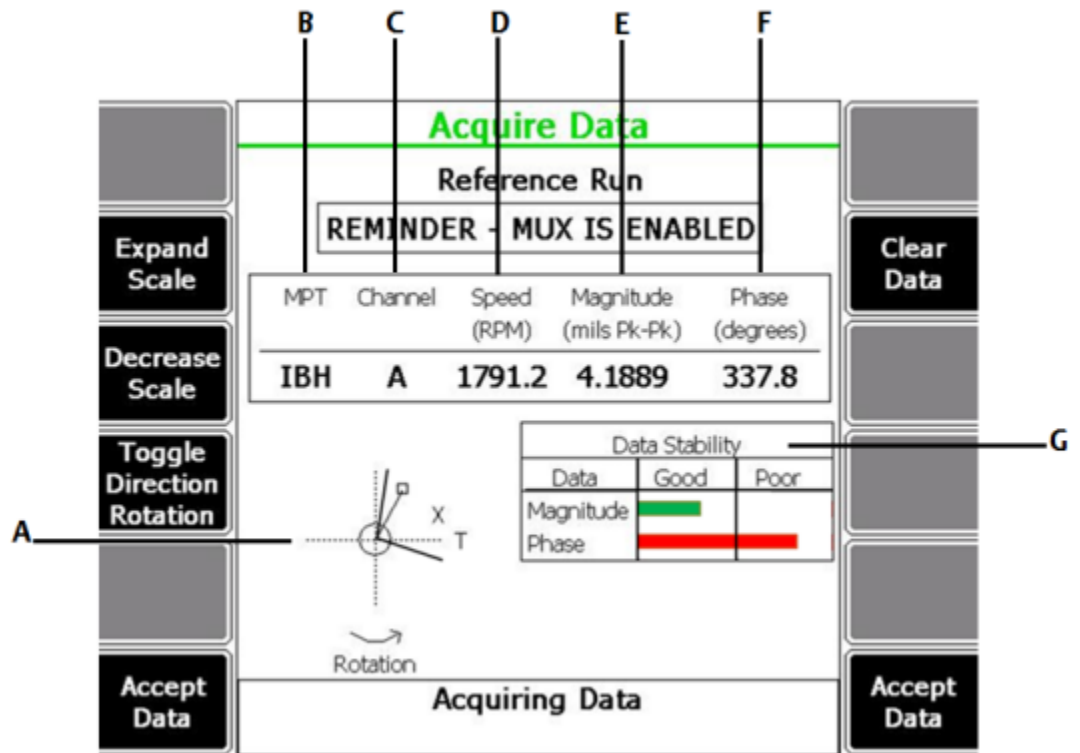 B C D E F
Acquire Data
Reference Run
REMINDER - MUX IS ENABLED
Expand
Scale
Clear
Data
MPT Channel Speed Magnitude Phase
(RPM) (mils Pk-Pk) (degrees)
IBH A 1791.2 4.1889 337.8
Decrease
Scale
Toggle
Direction
Rotation
Data Stability
G
Data Good Poor
Magnitude
Phase
A
X
T
Rotation
Accept
Data
Acquiring Data
Accept
Data